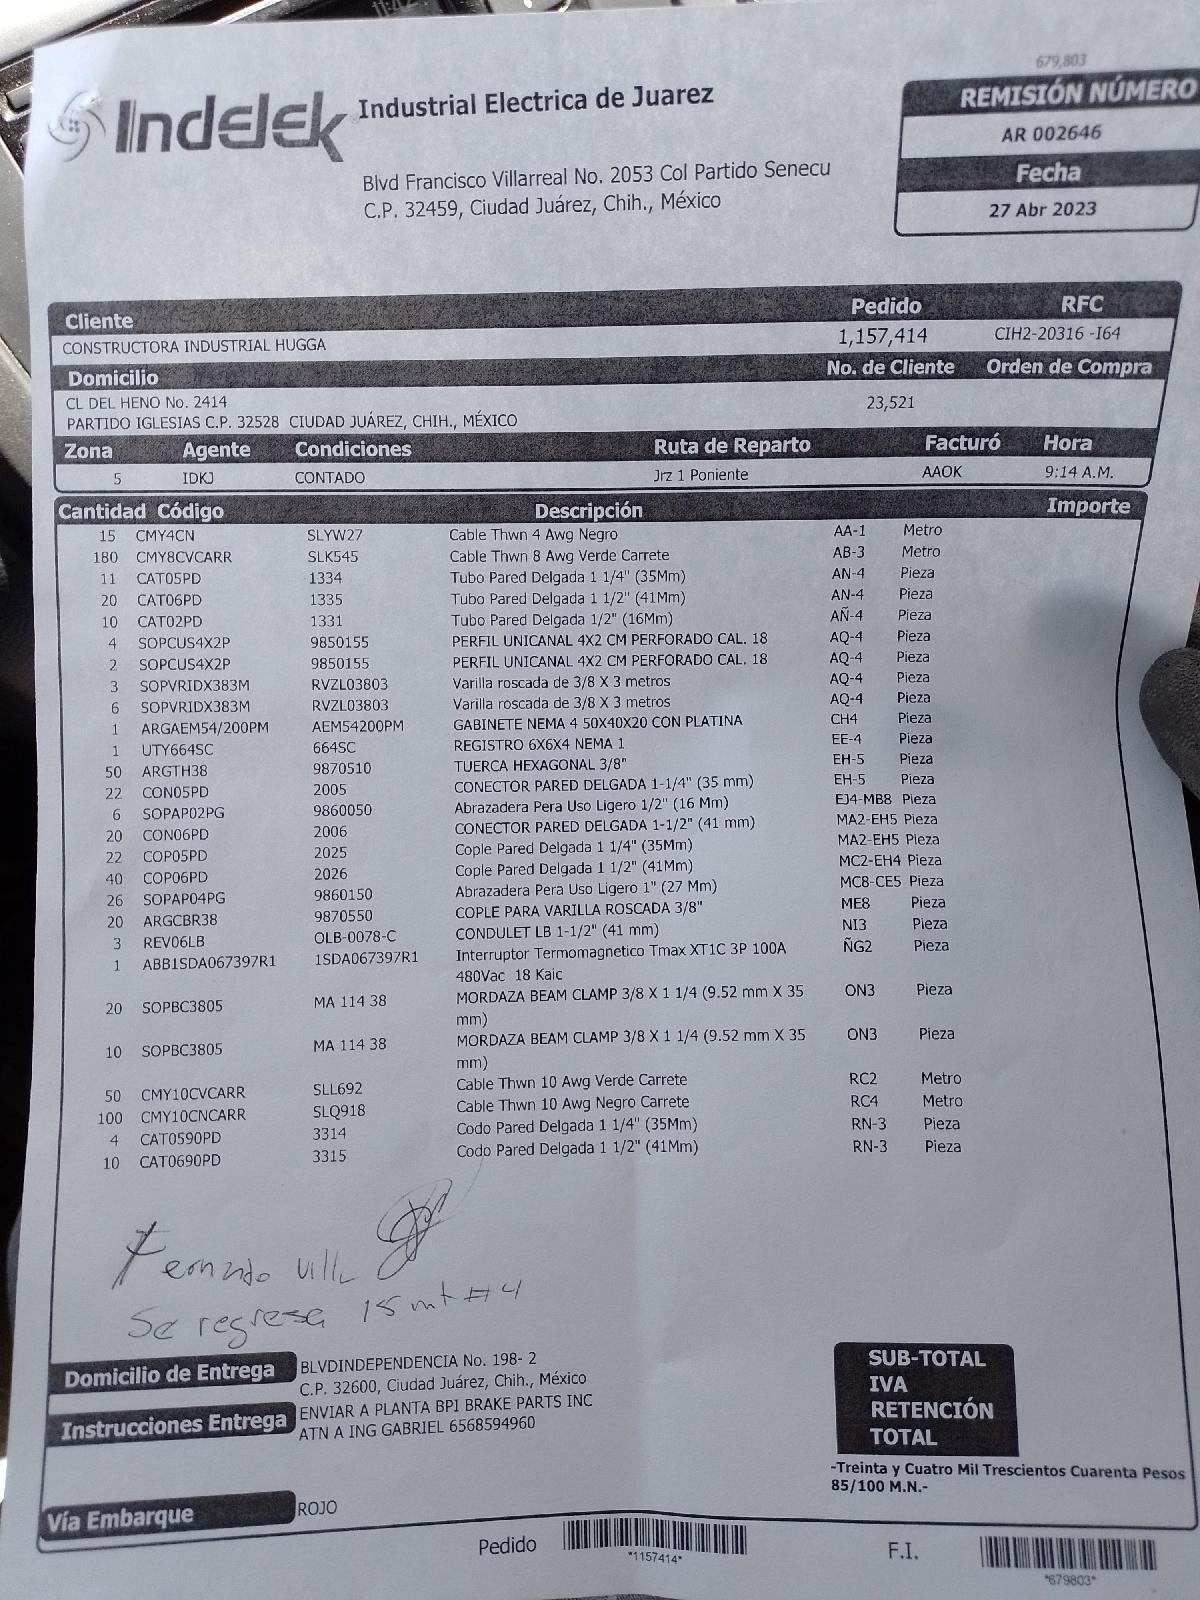 679,803
Indelek Industrial Electrica de Juarez
Blvd Francisco Villarreal No. 2053 Col Partido Senecu
C.P. 32459, Ciudad Juárez, Chih., México
REMISIÓN NÚMERO
AR 002646
Fecha
27 Abr 2023
Cliente Pedido RFC
CONSTRUCTORA INDUSTRIAL HUGGA 1,157,414 CIH2-20316 -I64
Domicilio No. de Cliente Orden de Compra
CL DEL HENO No. 2414 23,521
PARTIDO IGLESIAS C.P. 32528 CIUDAD JUÁREZ, CHIH., MÉXICO
Zona Agente Condiciones Ruta de Reparto Facturó Hora
5 IDKJ CONTADO Jrz 1 Poniente AAOK 9:14 A.M.
Cantidad Código Descripción Importe
15 CMY4CN SLYW27 Cable Thwn 4 Awg Negro AA-1 Metro
180 CMY8CVCARR SLK545 Cable Thwn 8 Awg Verde Carrete AB-3 Metro
11 CAT05PD 1334 Tubo Pared Delgada 1 1/4" (35Mm) AN-4 Pieza
20 CAT06PD 1335 Tubo Pared Delgada 1 1/2" (41Mm) AN-4 Pieza
10 CAT02PD 1331 Tubo Pared Delgada 1/2" (16Mm) AÑ-4 Pieza
4 SOPCUS4X2P 9850155 PERFIL UNICANAL 4X2 CM PERFORADO CAL. 18 AQ-4 Pieza
2 SOPCUS4X2P 9850155 PERFIL UNICANAL 4X2 CM PERFORADO CAL. 18 AQ-4 Pieza
3 SOPVRIDX383M RVZL03803 Varilla roscada de 3/8 X 3 metros AQ-4 Pieza
6 SOPVRIDX383M RVZL03803 Varilla roscada de 3/8 X 3 metros AQ-4 Pieza
1 ARGAEM54/200PM AEM54200PM GABINETE NEMA 4 50X40X20 CON PLATINA CH4 Pieza
1 UTY664SC 664SC REGISTRO 6X6X4 NEMA 1 EE-4 Pieza
50 ARGTH38 9870510 TUERCA HEXAGONAL 3/8" EH-5 Pieza
22 CON05PD 2005 CONECTOR PARED DELGADA 1-1/4" (35 mm) EH-5 Pieza
6 SOPAP02PG 9860050 Abrazadera Pera Uso Ligero 1/2" (16 Mm) EJ4-MB8 Pieza
20 CON06PD 2006 CONECTOR PARED DELGADA 1-1/2" (41 mm) MA2-EH5 Pieza
22 COP05PD 2025 Cople Pared Delgada 1 1/4" (35Mm) MA2-EH5 Pieza
40 COP06PD 2026 Cople Pared Delgada 1 1/2" (41Mm) MC2-EH4 Pieza
26 SOPAP04PG 9860150 Abrazadera Pera Uso Ligero 1" (27 Mm) MC8-CE5 Pieza
20 ARGCBR38 9870550 COPLE PARA VARILLA ROSCADA 3/8" ME8 Pieza
3 REV06LB OLB-0078-C CONDULET LB 1-1/2" (41 mm) NI3 Pieza
1 ABB1SDA067397R1 1SDA067397R1 Interruptor Termomagnetico Tmax XT1C 3P 100A ÑG2 Pieza
480Vac 18 Kaic
20 SOPBC3805 MA 114 38 MORDAZA BEAM CLAMP 3/8 X 1 1/4 (9.52 mm X 35 ON3 Pieza
mm)
10 SOPBC3805 MA 114 38 MORDAZA BEAM CLAMP 3/8 X 1 1/4 (9.52 mm X 35 ON3 Pieza
mm)
50 CMY10CVCARR SLL692 Cable Thwn 10 Awg Verde Carrete RC2 Metro
100 CMY10CNCARR SLQ918 Cable Thwn 10 Awg Negro Carrete RC4 Metro
4 CAT0590PD 3314 Codo Pared Delgada 1 1/4" (35Mm) RN-3 Pieza
10 CAT0690PD 3315 Codo Pared Delgada 1 1/2" (41Mm) RN-3 Pieza
Fernando Villa
Se regresa 15 mt #4
Domicilio de Entrega BLVDINDEPENDENCIA No. 198- 2
C.P. 32600, Ciudad Juárez, Chih., México
Instrucciones Entrega ENVIAR A PLANTA BPI BRAKE PARTS INC
ATN A ING GABRIEL 6568594960
SUB-TOTAL
IVA
RETENCIÓN
TOTAL
-Treinta y Cuatro Mil Trescientos Cuarenta Pesos
85/100 M.N.-
Vía Embarque ROJO
Pedido *1157414* F.I. *679803*